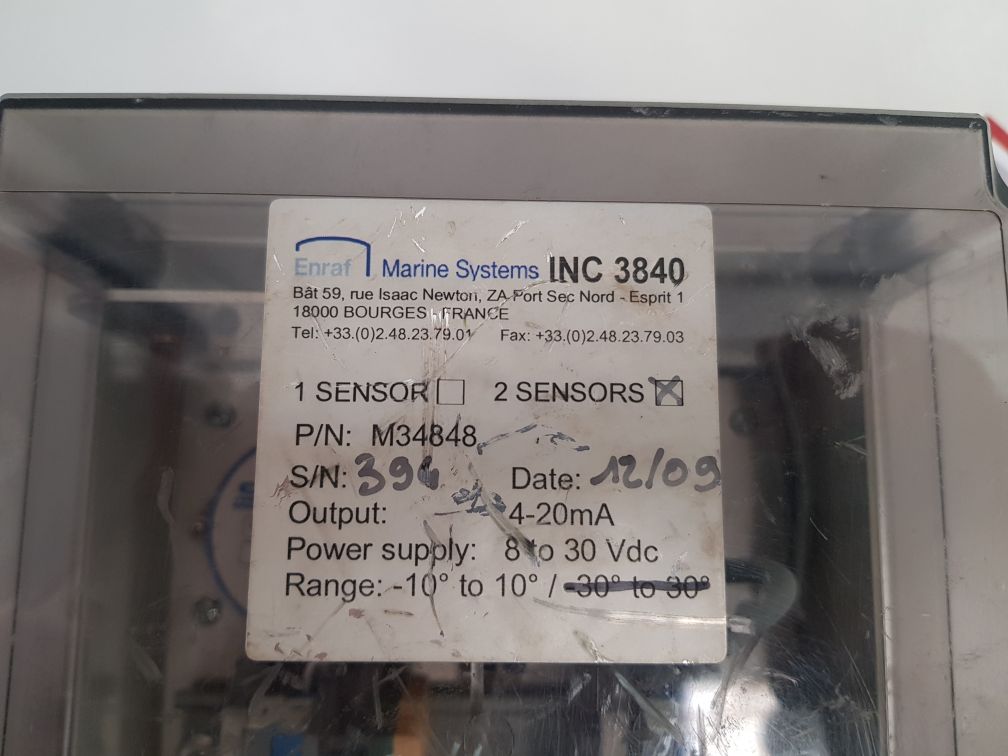 Enraf Marine Systems INC 3840
Bât 59, rue Isaac Newton, ZA Port Sec Nord - Esprit 1
18000 BOURGES - FRANCE
Tel: +33.(0)2.48.23.79.01 Fax: +33.(0)2.48.23.79.03
1 SENSOR 2 SENSORS
P/N: M34848
S/N: 394 Date: 12/09
Output: 4-20mA
Power supply: 8 to 30 Vdc
Range: -10° to 10° / -30° to 30°